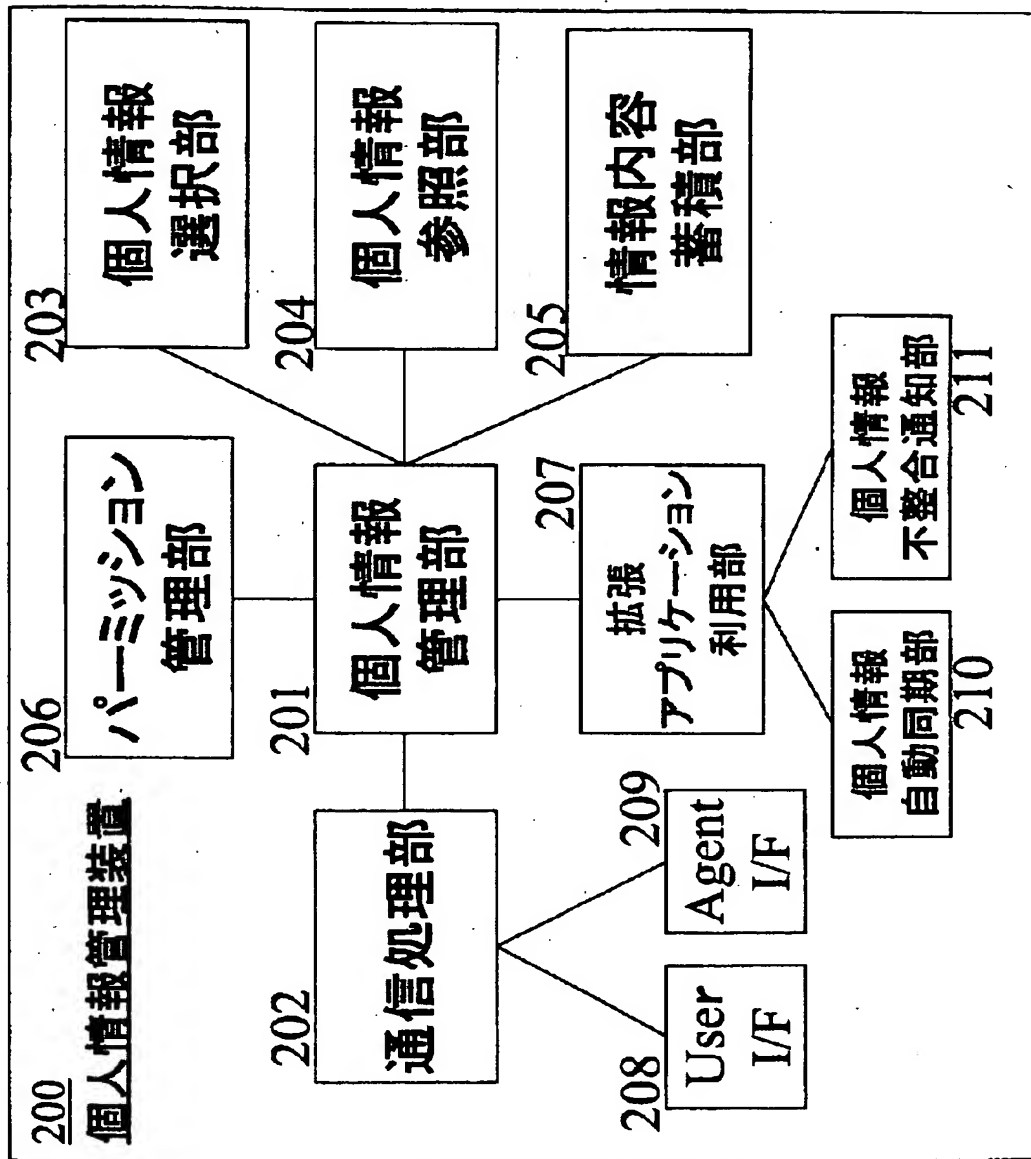 200
個人情報管理装置
206
パーミッション
管理部
203
個人情報
選択部
202
通信処理部
201
個人情報
管理部
204
個人情報
参照部
205
情報内容
蓄積部
208
User
I/F
209
Agent
I/F
207
拡張
アプリケーション
利用部
210
個人情報
自動同期部
211
個人情報
不整合通知部